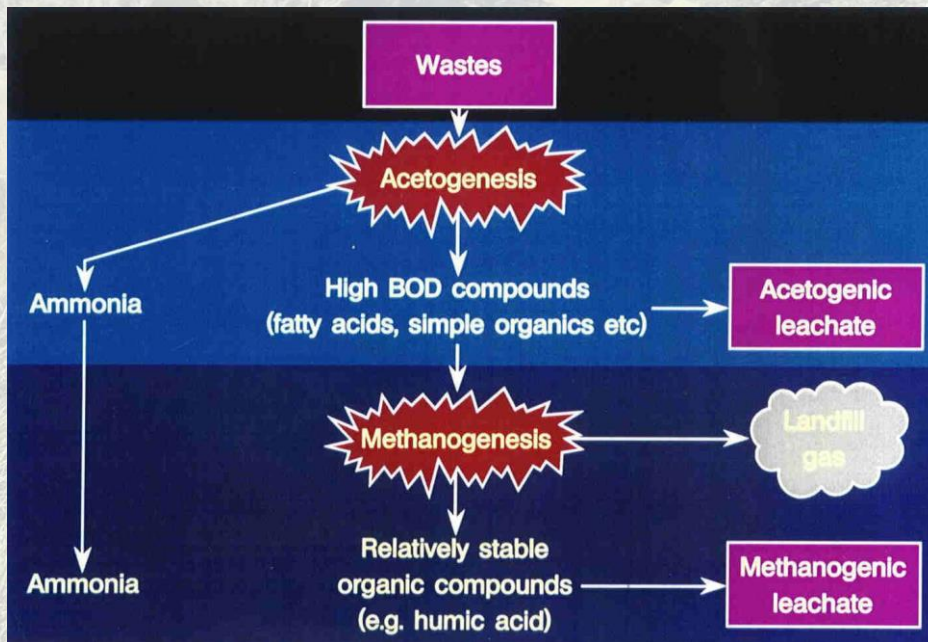 Wastes
Acetogenesis
Ammonia
High BOD compounds
(fatty acids, simple organics etc)
Acetogenic
leachate
Methanogenesis
Landfill
gas
Ammonia
Relatively stable
organic compounds
(e.g. humic acid)
Methanogenic
leachate